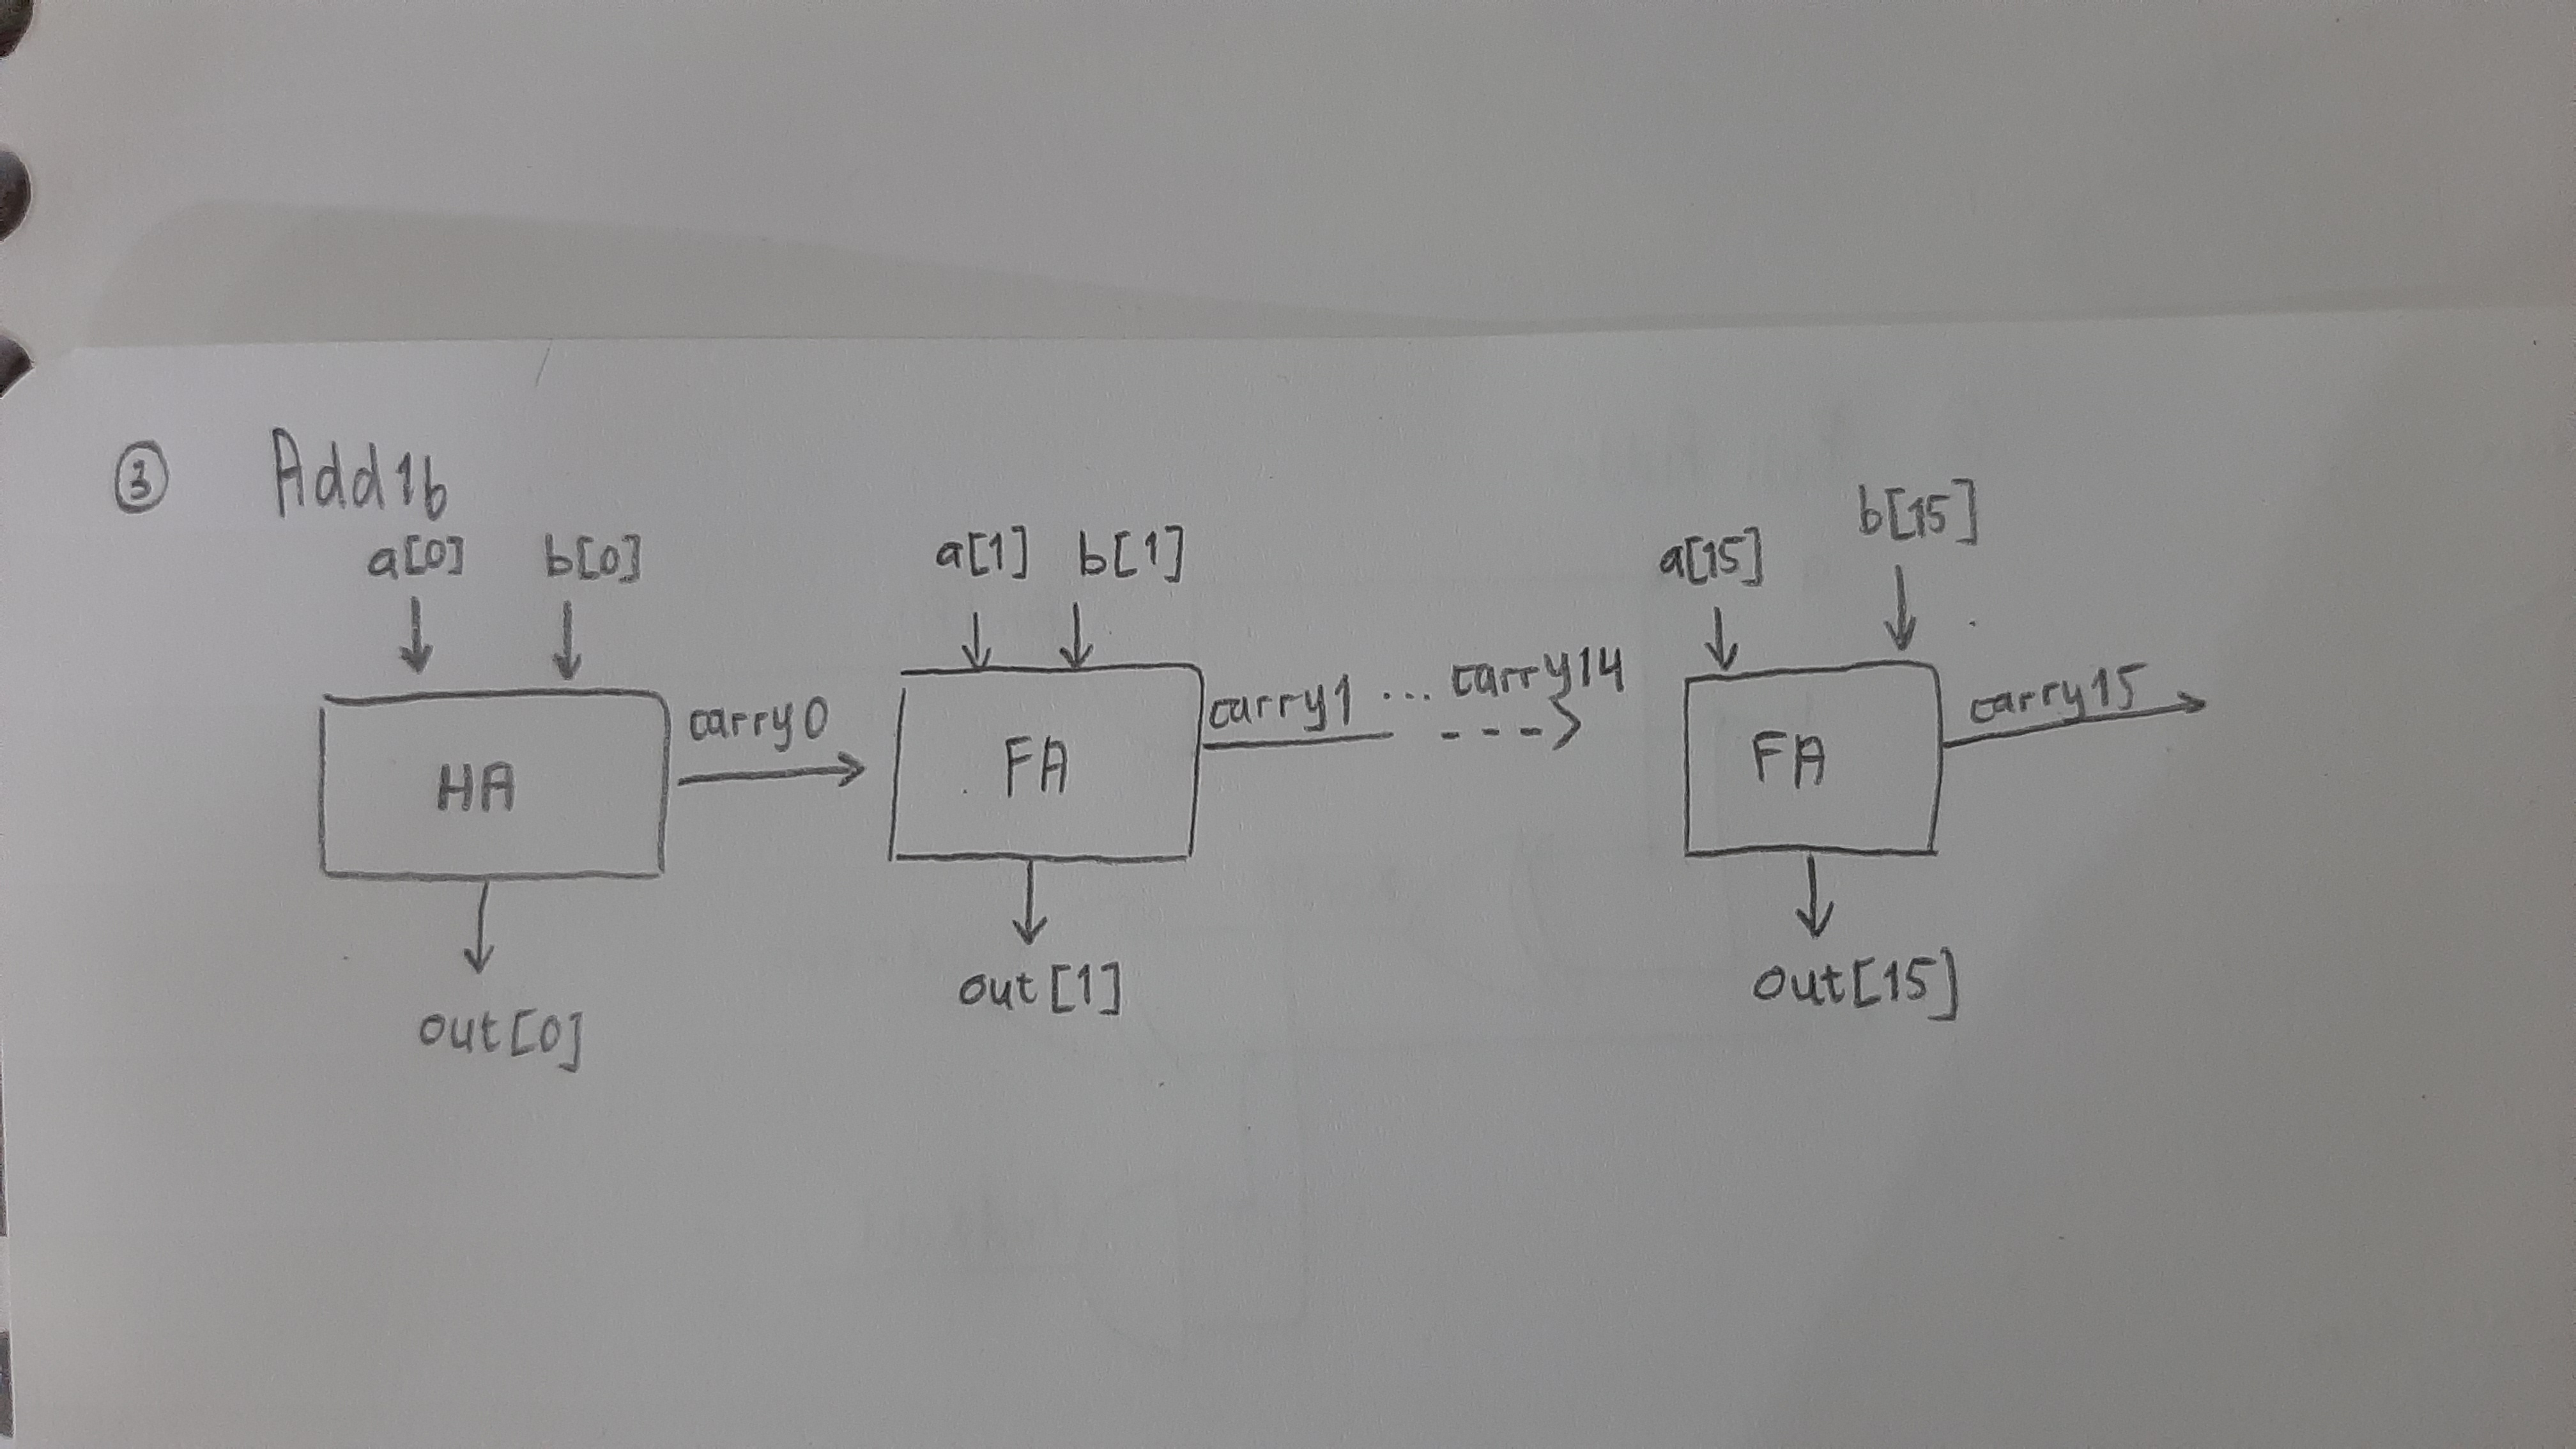 ③ Add16
a[0] b[0] a[1] b[1] a[15] b[15]
carry0 carry1 ... carry14 carry15
HA FA FA
out[0] out[1] out[15]